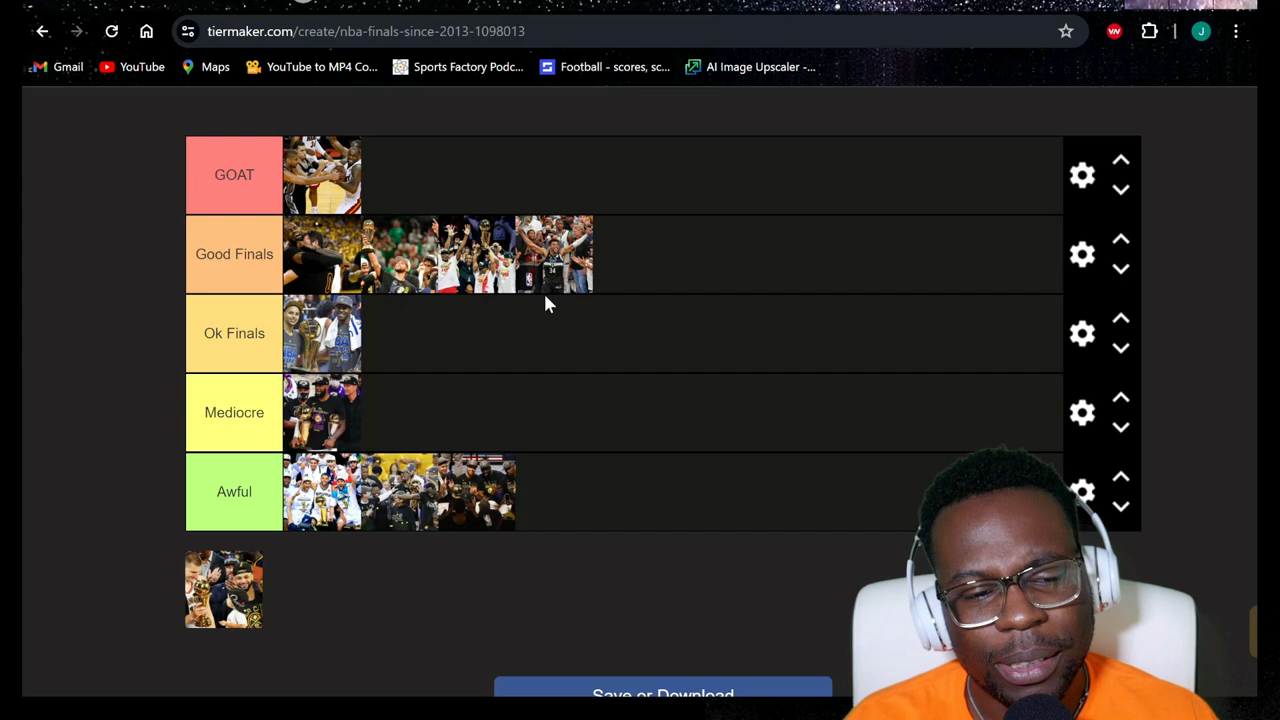 tiermaker.com/create/nba-finals-since-2013-1098013
VW
J
Gmail
YouTube
Maps
YouTube to MP4 Co...
Sports Factory Podc...
Football - scores, sc...
AI Image Upscaler -...
GOAT
Good Finals
Ok Finals
Mediocre
Awful
Save or Download